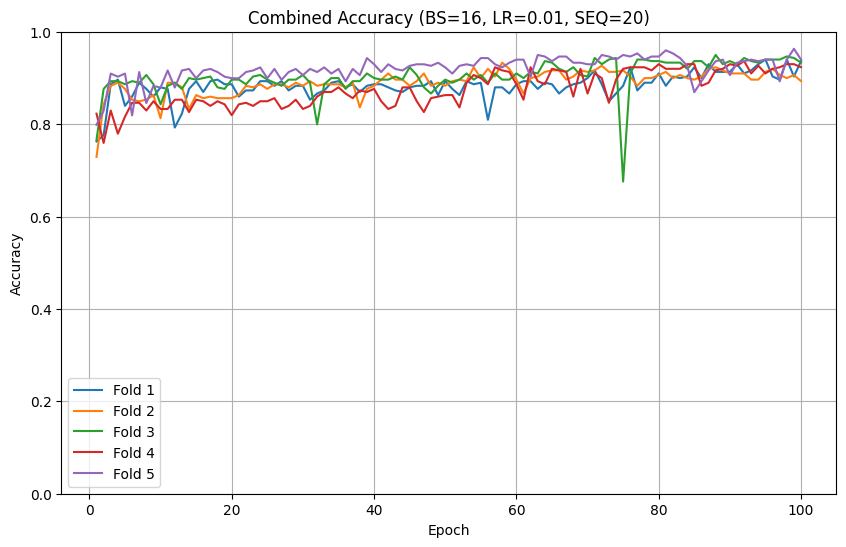 Combined Accuracy (BS=16, LR=0.01, SEQ=20)
1.0
0.8
0.6
0.4
0.2
0.0
Accuracy
Fold 1
Fold 2
Fold 3
Fold 4
Fold 5
0 20 40 60 80 100
Epoch